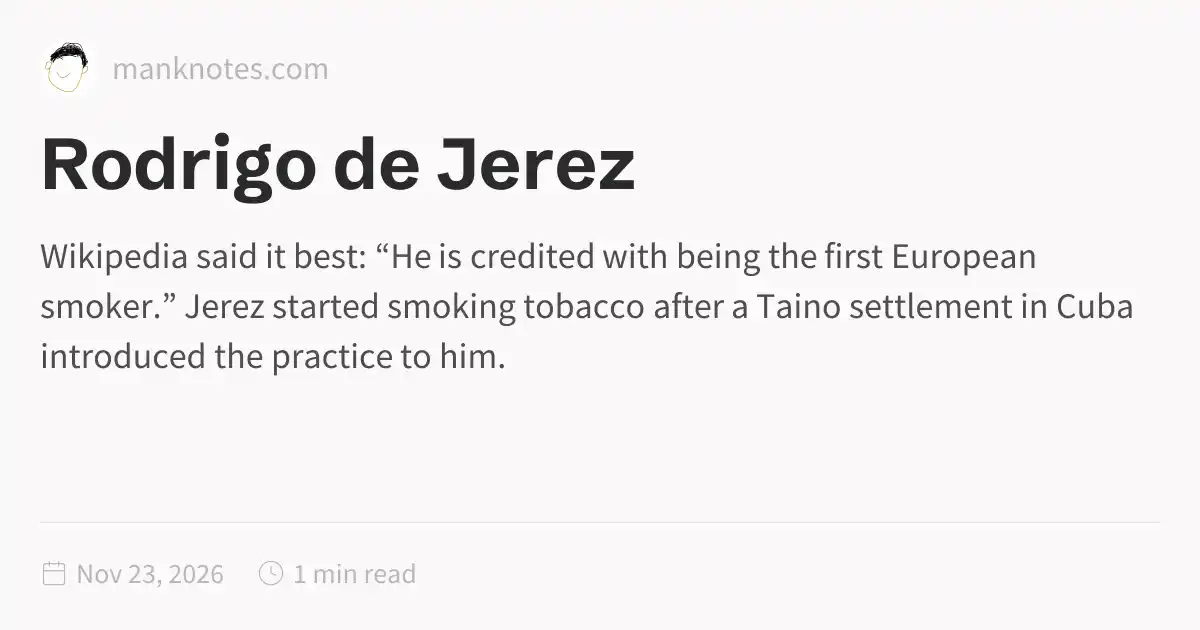 manknotes.com
Rodrigo de Jerez
Wikipedia said it best: “He is credited with being the first European
smoker.” Jerez started smoking tobacco after a Taino settlement in Cuba
introduced the practice to him.
Nov 23, 2026 1 min read